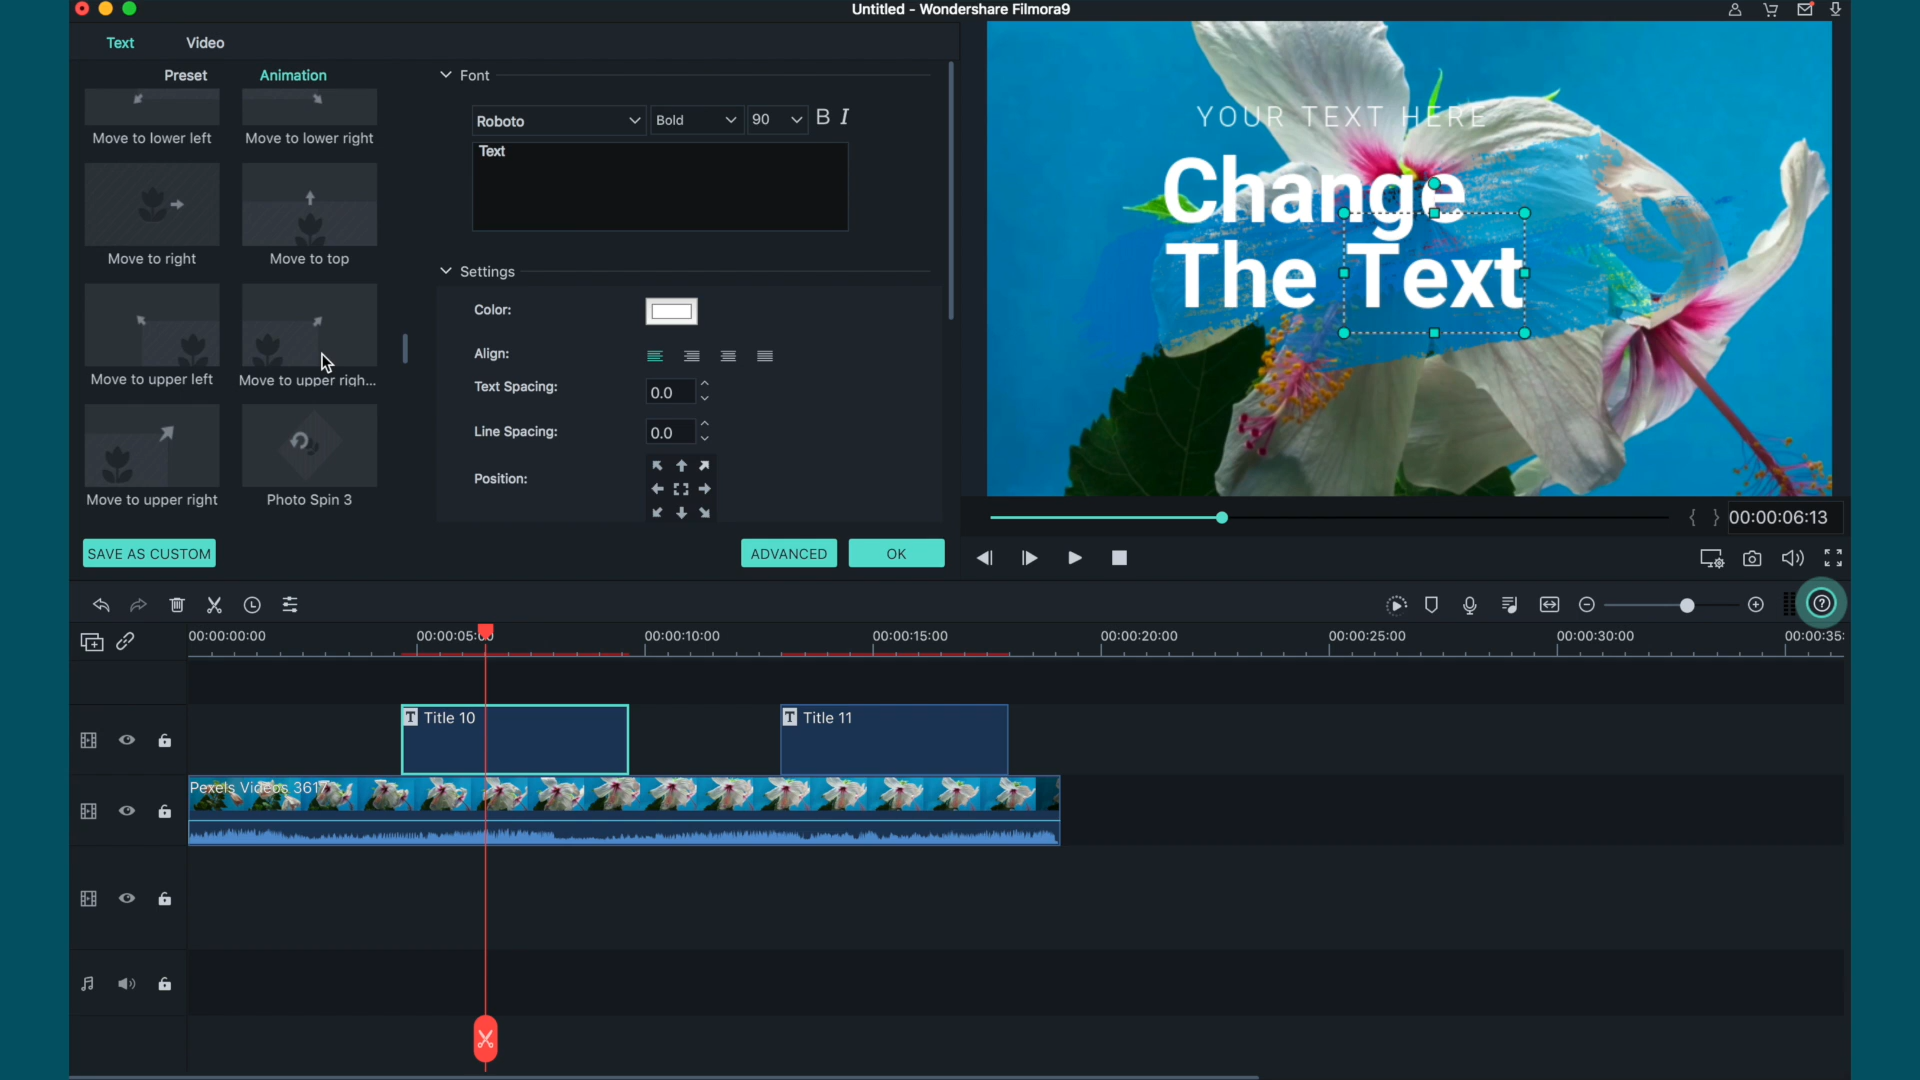 Untitled - Wondershare Filmora9
Text Video
Preset Animation
Move to lower left Move to lower right
Move to right Move to top
Move to upper left Move to upper righ...
Move to upper right Photo Spin 3
SAVE AS CUSTOM
Font
Roboto Bold 90 B I
Text
Settings
Color:
Align:
Text Spacing: 0.0
Line Spacing: 0.0
Position:
ADVANCED OK
YOUR TEXT HERE
Change
The Text
{ } 00:00:06:13
00:00:00:00 00:00:05:00 00:00:10:00 00:00:15:00 00:00:20:00 00:00:25:00 00:00:30:00 00:00:35:
T Title 10 T Title 11
Pexels Videos 3617